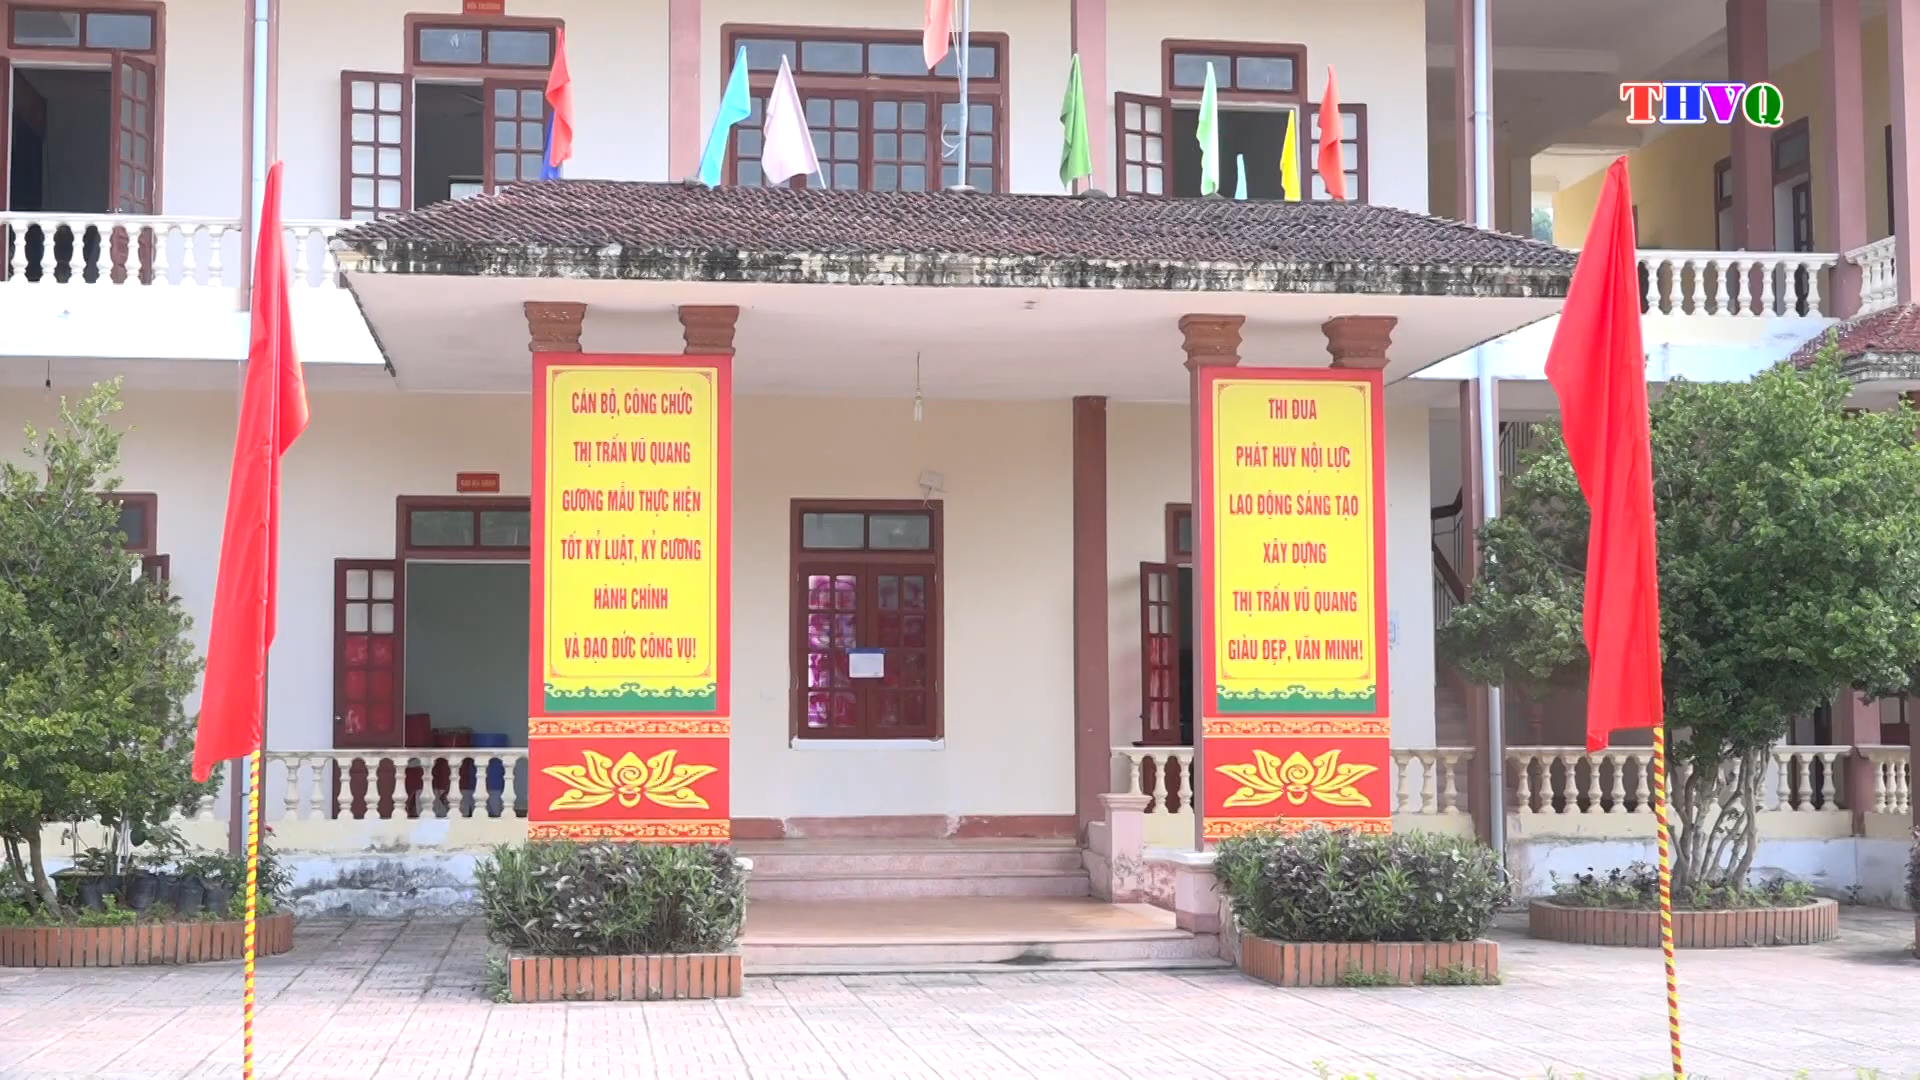 THVQ
CÁN BỘ, CÔNG CHỨC
THỊ TRẤN VŨ QUANG
GƯƠNG MẪU THỰC HIỆN
TỐT KỶ LUẬT, KỶ CƯƠNG
HÀNH CHÍNH
VÀ ĐẠO ĐỨC CÔNG VỤ!
THI ĐUA
PHÁT HUY NỘI LỰC
LAO ĐỘNG SÁNG TẠO
XÂY DỰNG
THỊ TRẤN VŨ QUANG
GIÀU ĐẸP, VĂN MINH!